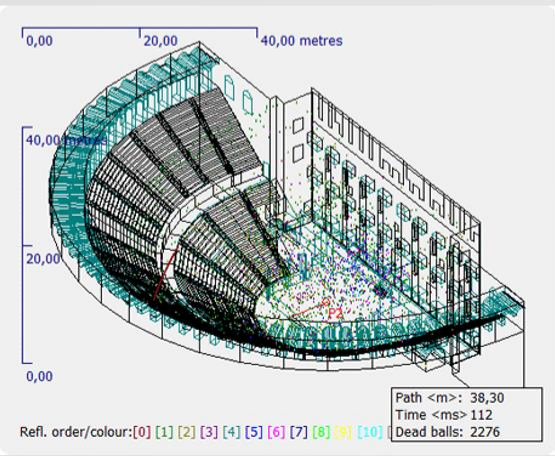 0,00 20,00 40,00 metres
40,00 metres
20,00
P2
0,00
Path <m>: 38,30
Time <ms> 112
Dead balls: 2276
Refl. order/colour:[0] [1] [2] [3] [4] [5] [6] [7] [8] [9] [10] [